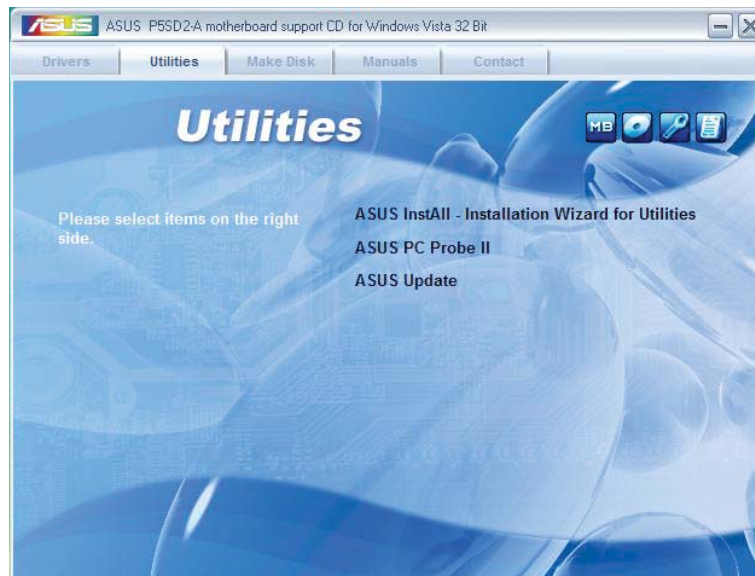 ASUS ASUS P5SD2-A motherboard support CD for Windows Vista 32 Bit
Drivers Utilities Make Disk Manuals Contact
Utilities
MB
Please select items on the right
side.
ASUS InstAll - Installation Wizard for Utilities
ASUS PC Probe II
ASUS Update